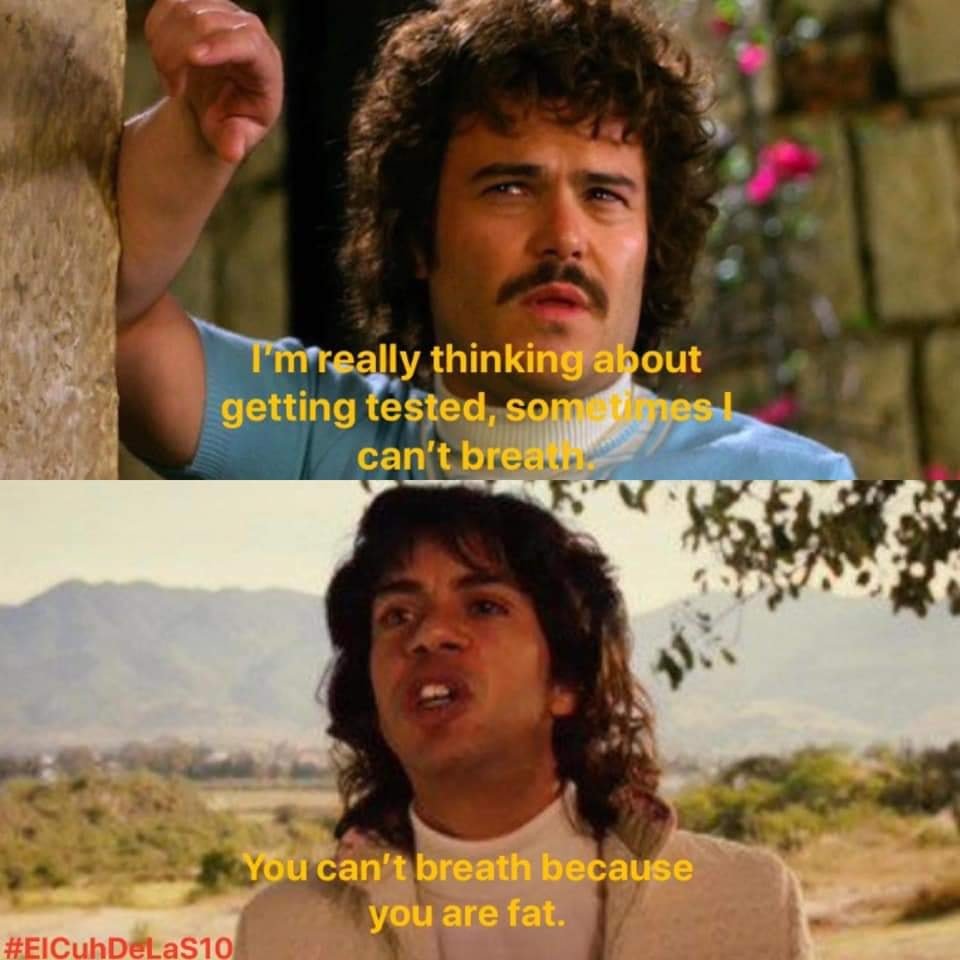 I'm really thinking about
getting tested, sometimes I
can't breath.
You can't breath because
you are fat.
#ElCuhDeLaS10